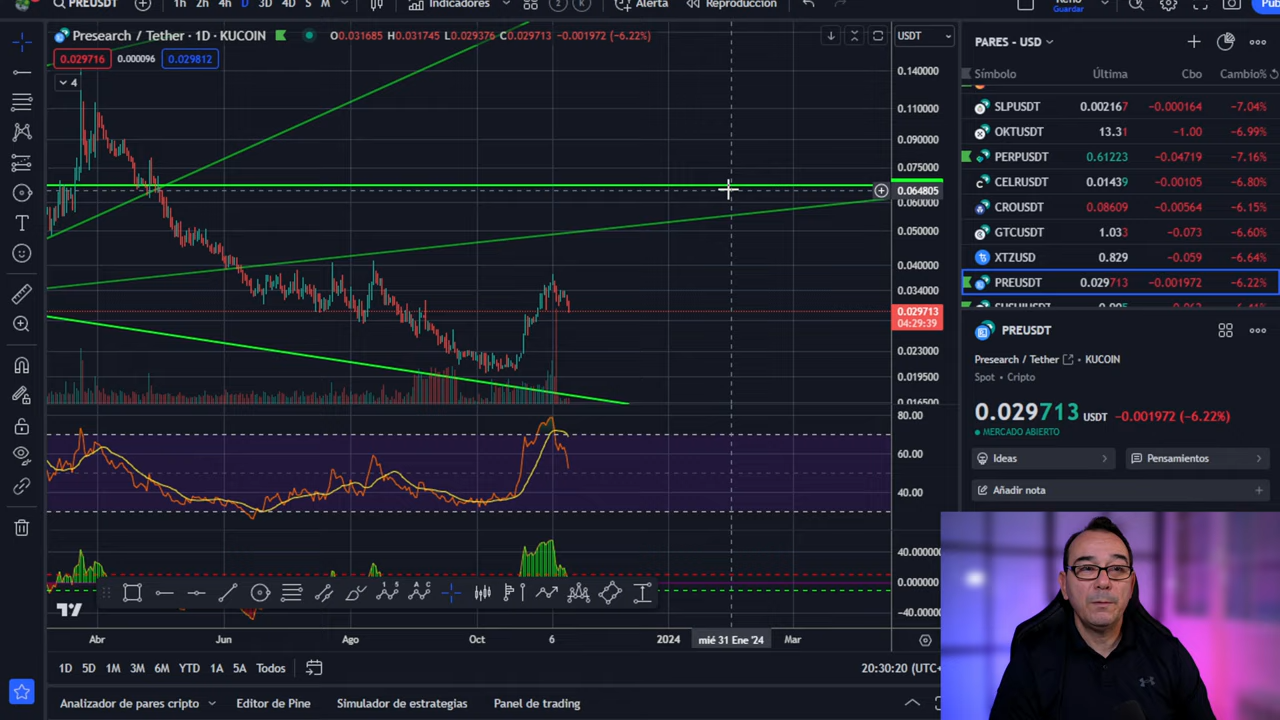 PREUSDT
1h 2h 4h D 3D 4D S M
Indicadores
2 K
Alerta
Reproducción
Guardar
Presearch / Tether · 1D · KUCOIN
O0.031685 H0.031745 L0.029376 C0.029713 −0.001972 (−6.22%)
0.029716 0.000096 0.029812
4
USDT
0.140000
0.110000
0.090000
0.075000
0.064805
0.060000
0.050000
0.040000
0.034000
0.029713
04:29:39
0.023000
0.019500
0.016500
80.00
60.00
40.00
40.000000
0.000000
−40.00000
Abr Jun Ago Oct 6 2024 mié 31 Ene '24 Mar
1D 5D 1M 3M 6M YTD 1A 5A Todos
20:30:20 (UTC
Analizador de pares cripto Editor de Pine Simulador de estrategias Panel de trading
PARES - USD
Símbolo Última Cbo Cambio%
SLPUSDT 0.002167 −0.000164 −7.04%
OKTUSDT 13.31 −1.00 −6.99%
PERPUSDT 0.61223 −0.04719 −7.16%
CELRUSDT 0.01439 −0.00105 −6.80%
CROUSDT 0.08609 −0.00564 −6.15%
GTCUSDT 1.033 −0.073 −6.60%
XTZUSD 0.829 −0.059 −6.64%
PREUSDT 0.029713 −0.001972 −6.22%
PREUSDT
Presearch / Tether · KUCOIN
Spot · Cripto
0.029713 USDT −0.001972 (−6.22%)
MERCADO ABIERTO
Ideas
Pensamientos
Añadir nota